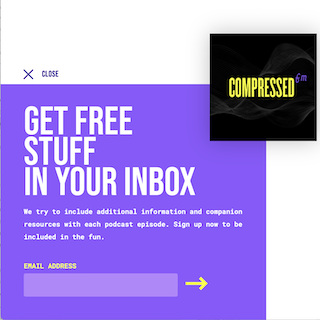 COMPRESSED fm
CLOSE
GET FREE
STUFF
IN YOUR INBOX
We try to include additional information and companion
resources with each podcast episode. Sign up now to be
included in the fun.
EMAIL ADDRESS